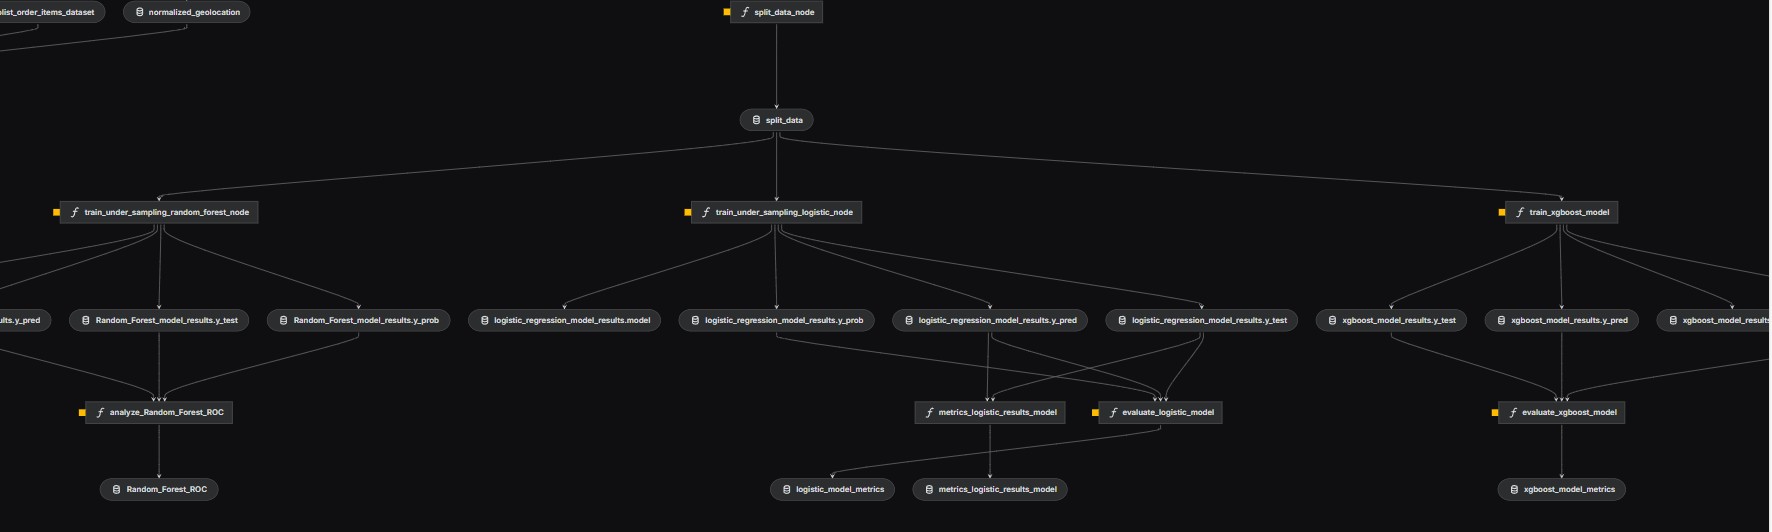 olist_order_items_dataset
normalized_geolocation
split_data_node
split_data
train_under_sampling_random_forest_node
train_under_sampling_logistic_node
train_xgboost_model
ults.y_pred
Random_Forest_model_results.y_test
Random_Forest_model_results.y_prob
logistic_regression_model_results.model
logistic_regression_model_results.y_prob
logistic_regression_model_results.y_pred
logistic_regression_model_results.y_test
xgboost_model_results.y_test
xgboost_model_results.y_pred
xgboost_model_results
analyze_Random_Forest_ROC
metrics_logistic_results_model
evaluate_logistic_model
evaluate_xgboost_model
Random_Forest_ROC
logistic_model_metrics
metrics_logistic_results_model
xgboost_model_metrics